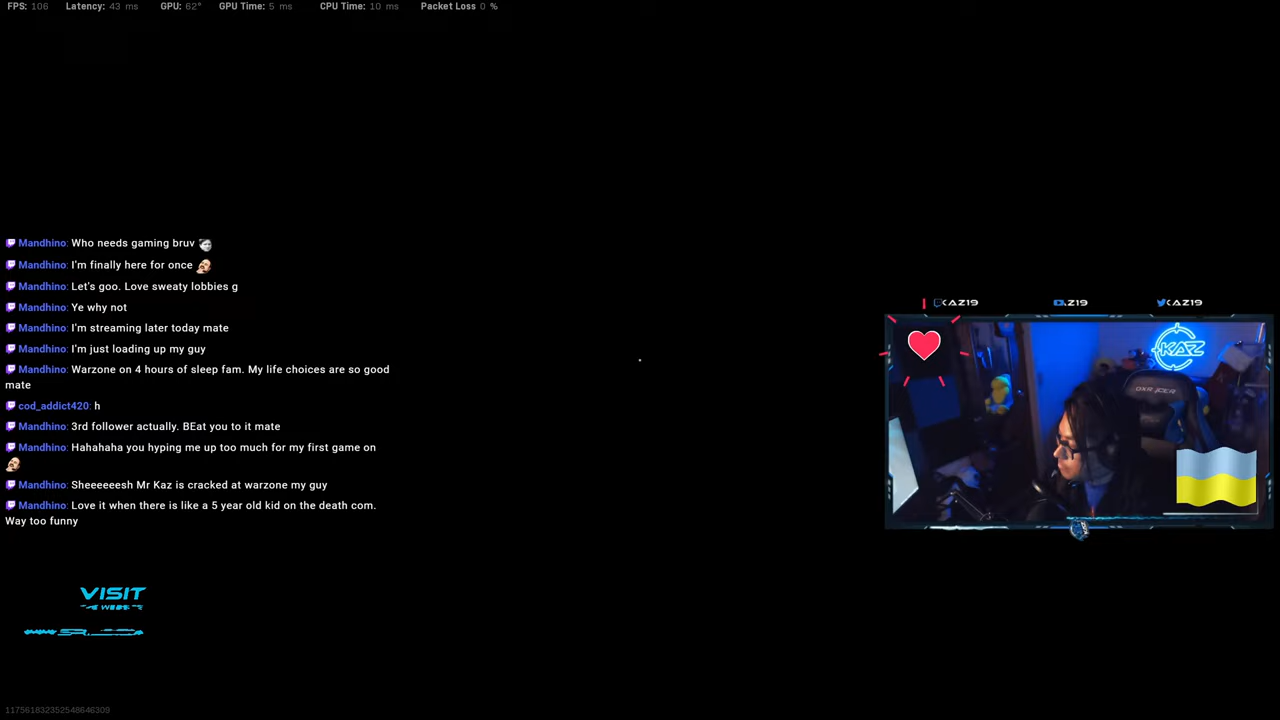 FPS: 106 Latency: 43 ms GPU: 62° GPU Time: 5 ms CPU Time: 10 ms Packet Loss 0 %
Mandhino: Who needs gaming bruv
Mandhino: I'm finally here for once
Mandhino: Let's goo. Love sweaty lobbies g
Mandhino: Ye why not
Mandhino: I'm streaming later today mate
Mandhino: I'm just loading up my guy
Mandhino: Warzone on 4 hours of sleep fam. My life choices are so good
mate
cod_addict420: h
Mandhino: 3rd follower actually. BEat you to it mate
Mandhino: Hahahaha you hyping me up too much for my first game on
Mandhino: Sheeeeeesh Mr Kaz is cracked at warzone my guy
Mandhino: Love it when there is like a 5 year old kid on the death com.
Way too funny
KAZ19 Z19 KAZ19
KAZ
DXRACER
VISIT
117561832352548646309